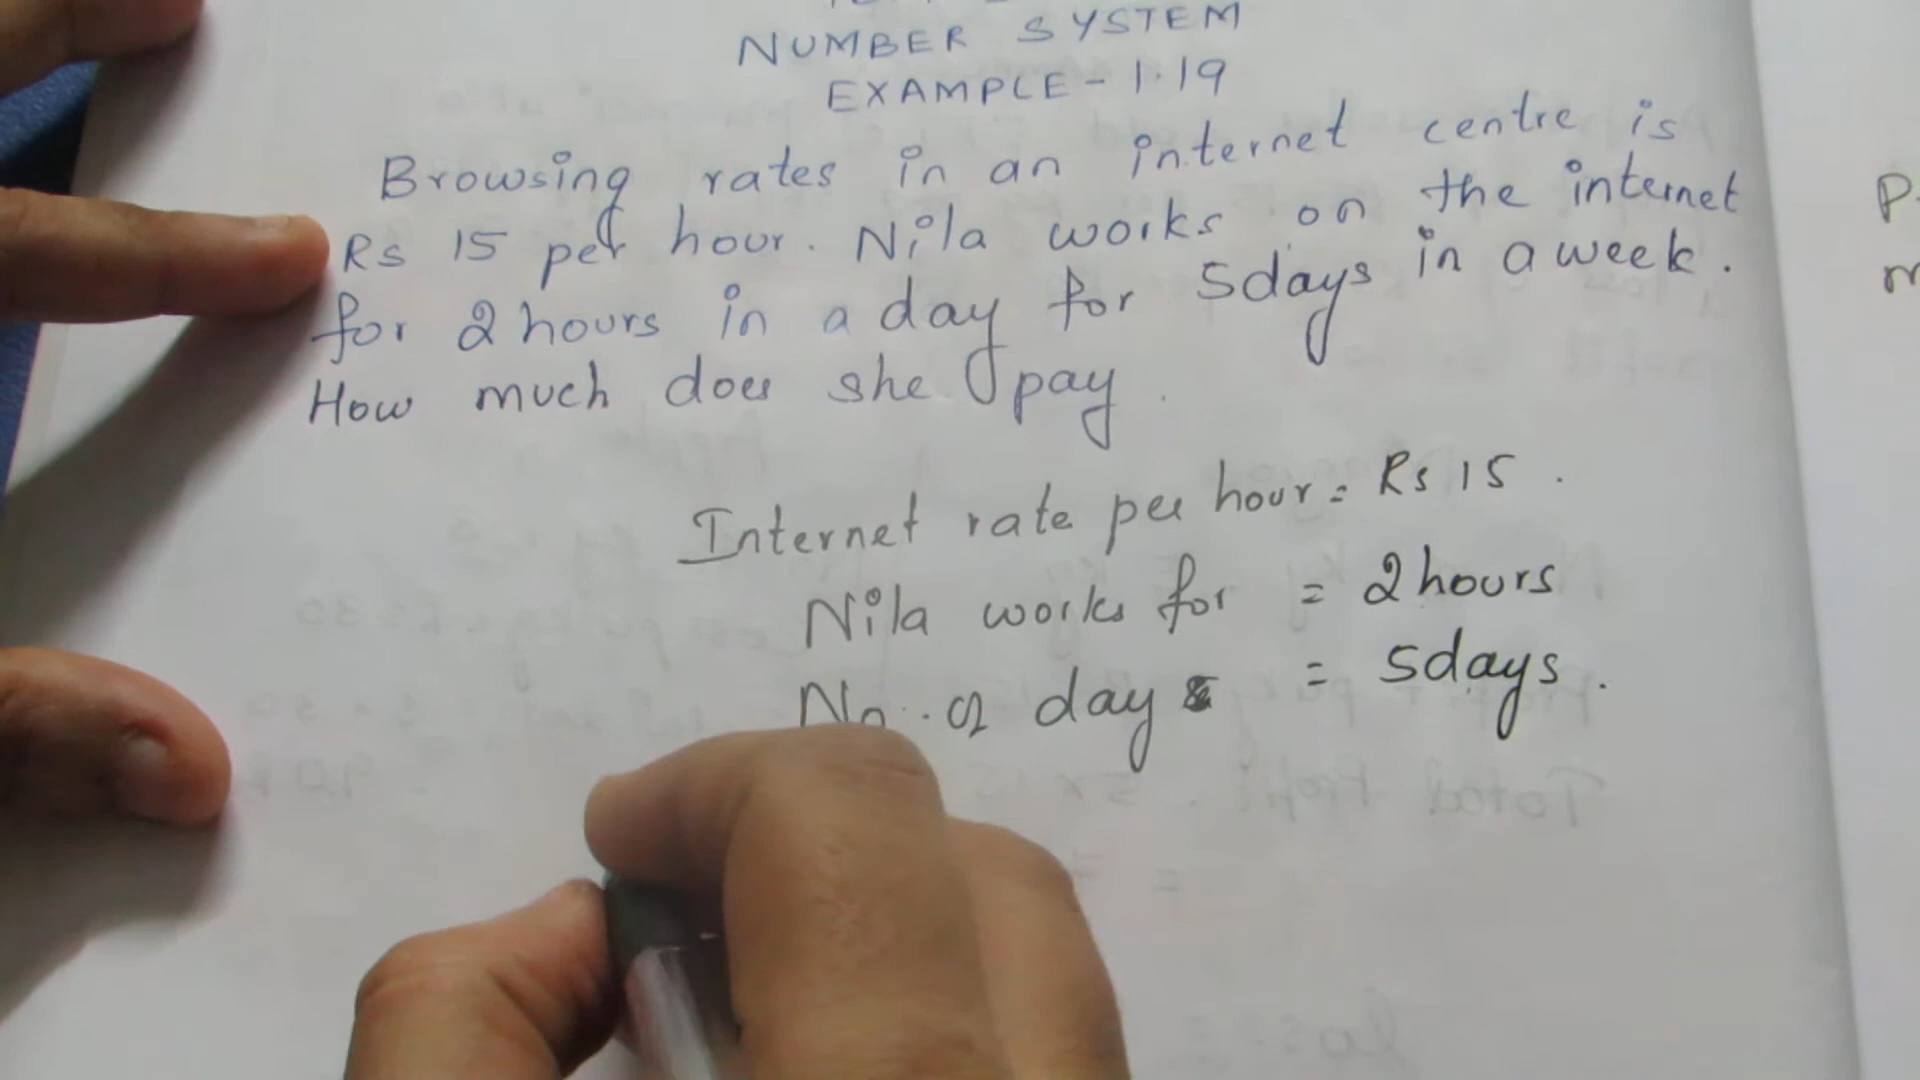 NUMBER SYSTEM
EXAMPLE - 1.19
Browsing rates in an internet centre is
Rs 15 per hour. Nila works on the internet
for 2 hours in a day for 5days in a week.
How much does she pay.
Internet rate per hour = Rs 15.
Nila works for = 2 hours
No. of days = 5days.
P
m